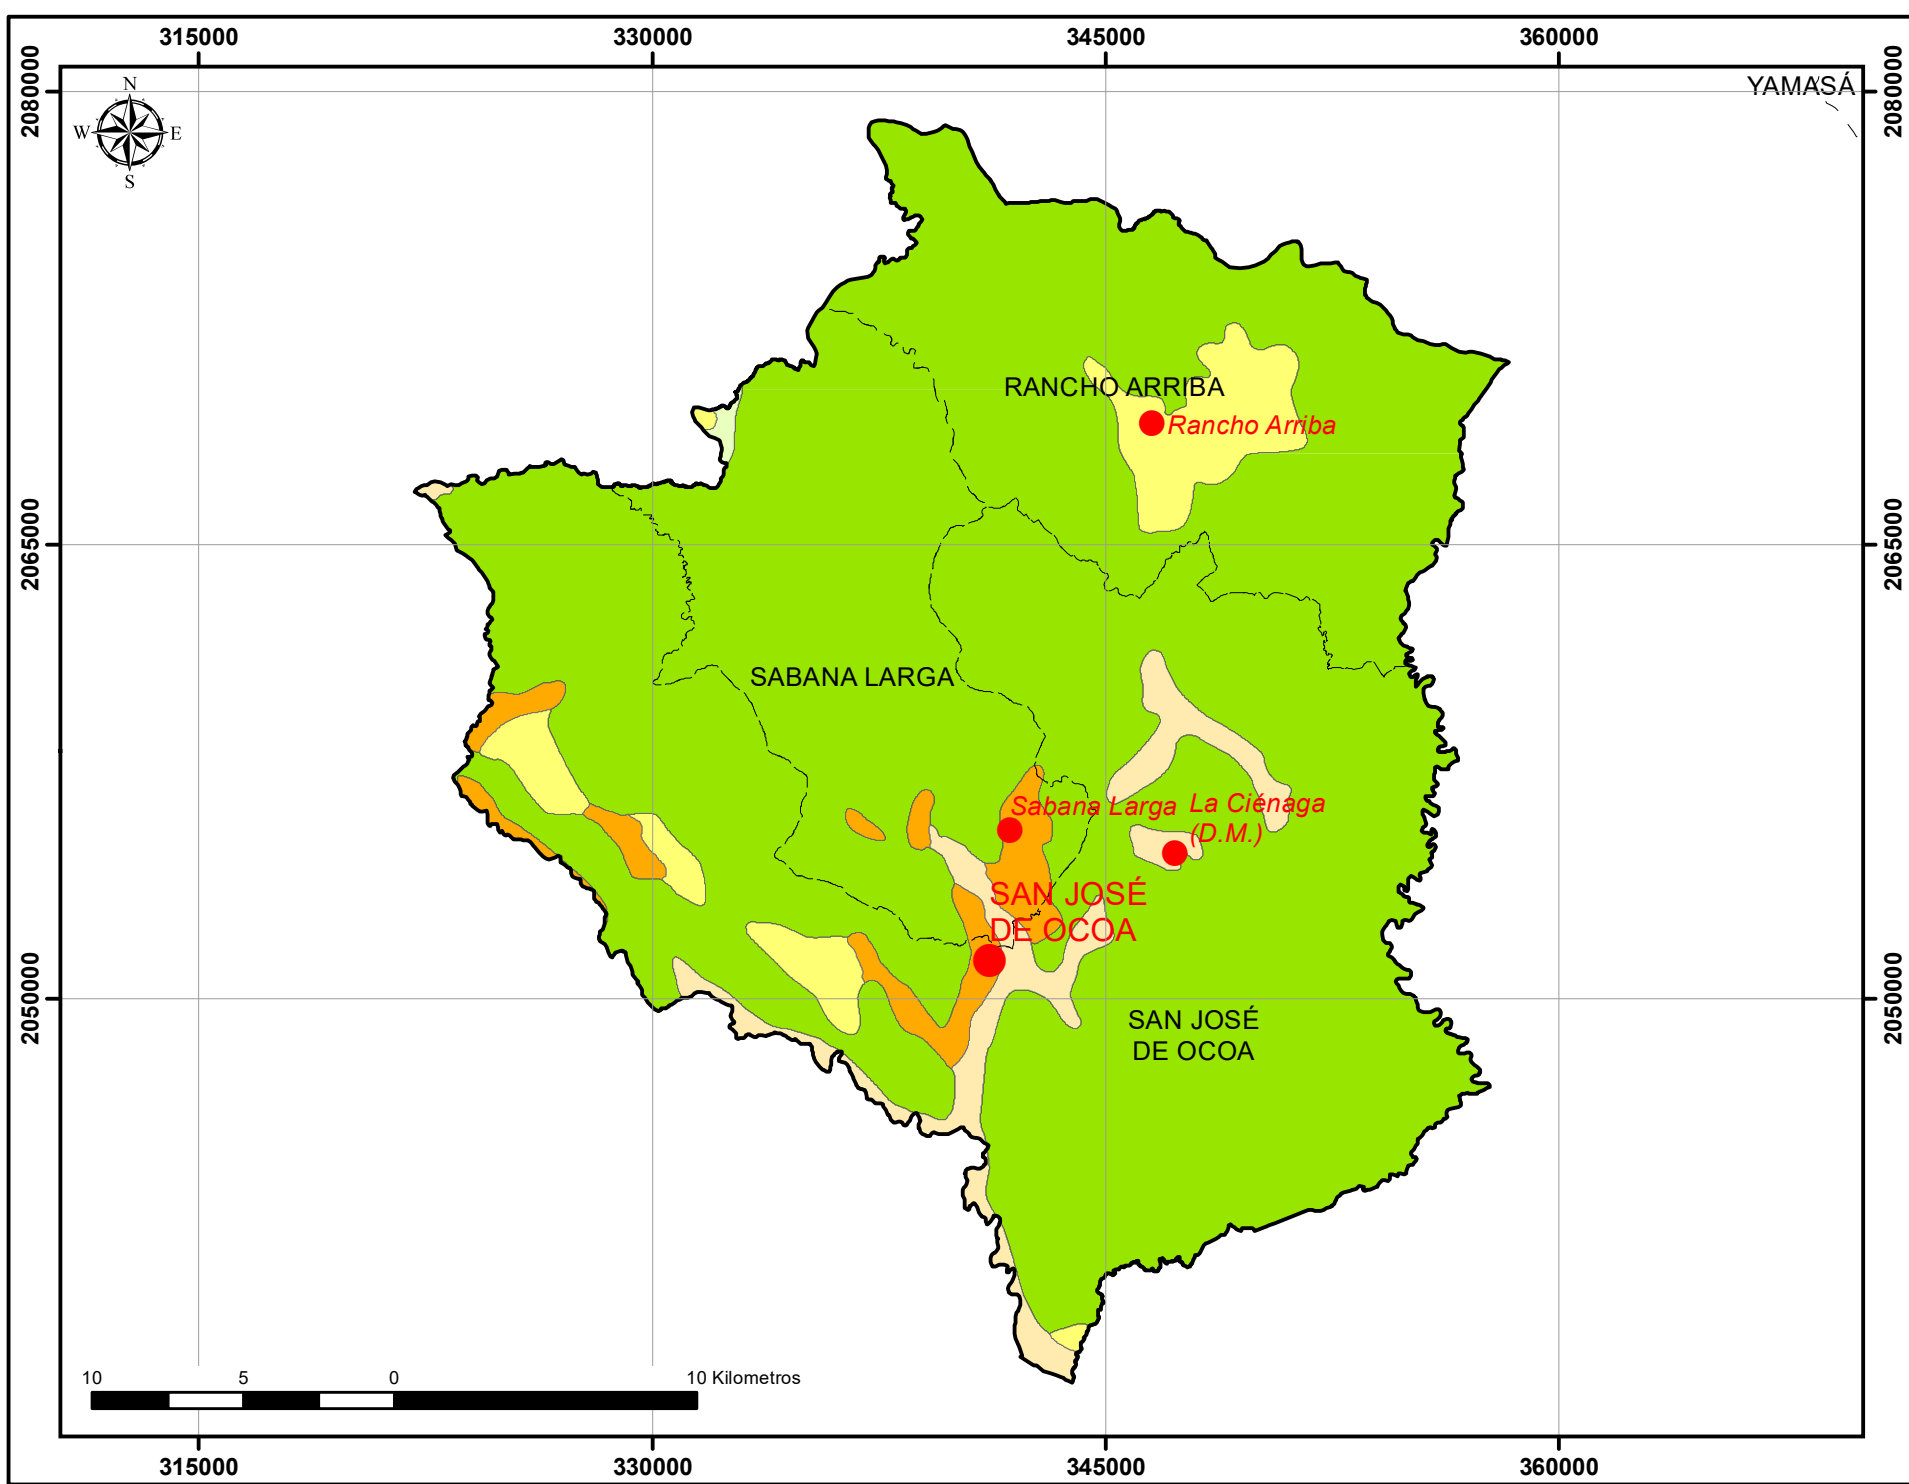 315000 330000 345000 360000
2080000 2080000
YAMASÁ
N
W E
S
RANCHO ARRIBA
Rancho Arriba
2065000 2065000
SABANA LARGA
Sabana Larga
La Ciénaga
(D.M.)
SAN JOSÉ
DE OCOA
2050000 2050000
SAN JOSÉ
DE OCOA
10 5 0 10 Kilometros
315000 330000 345000 360000